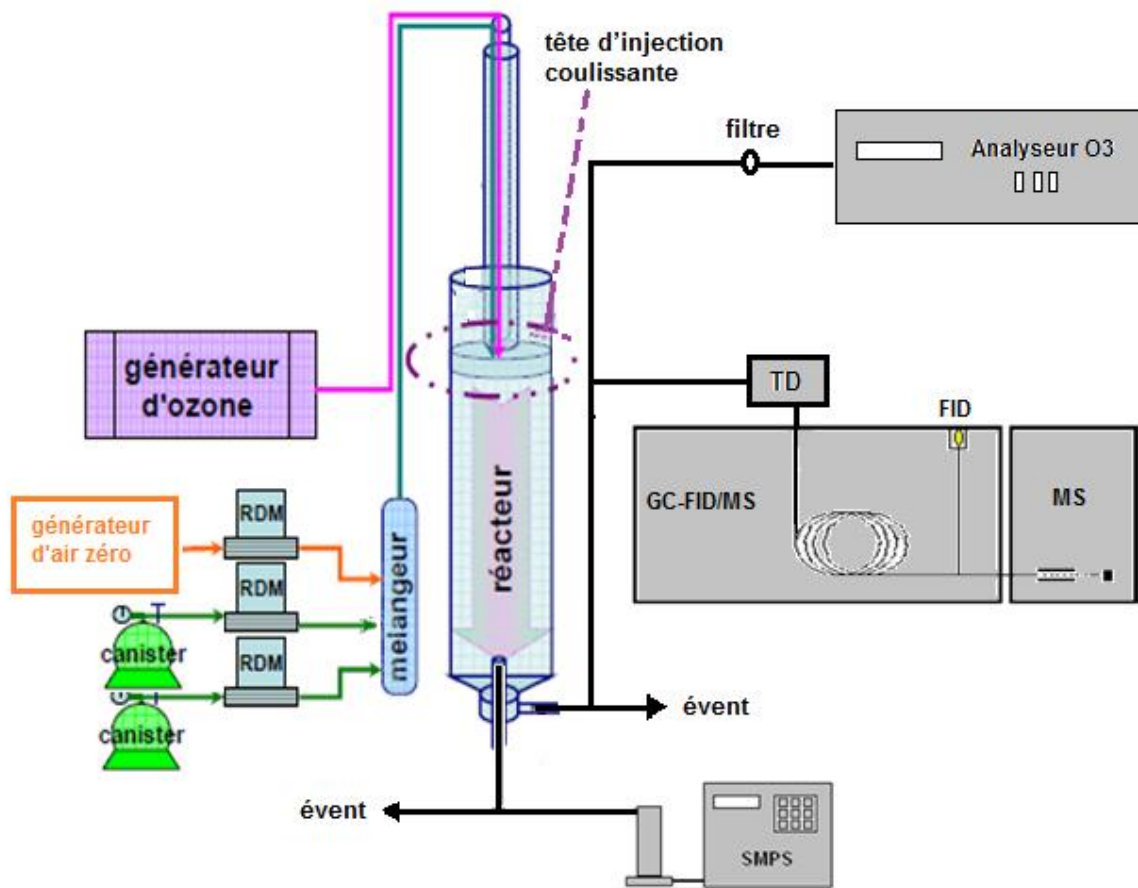 tête d'injection
coulissante
filtre
Analyseur O3
générateur
d'ozone
TD
FID
GC-FID/MS
MS
réacteur
générateur
d'air zéro
RDM
RDM
RDM
melangeur
canister
canister
évent
évent
SMPS